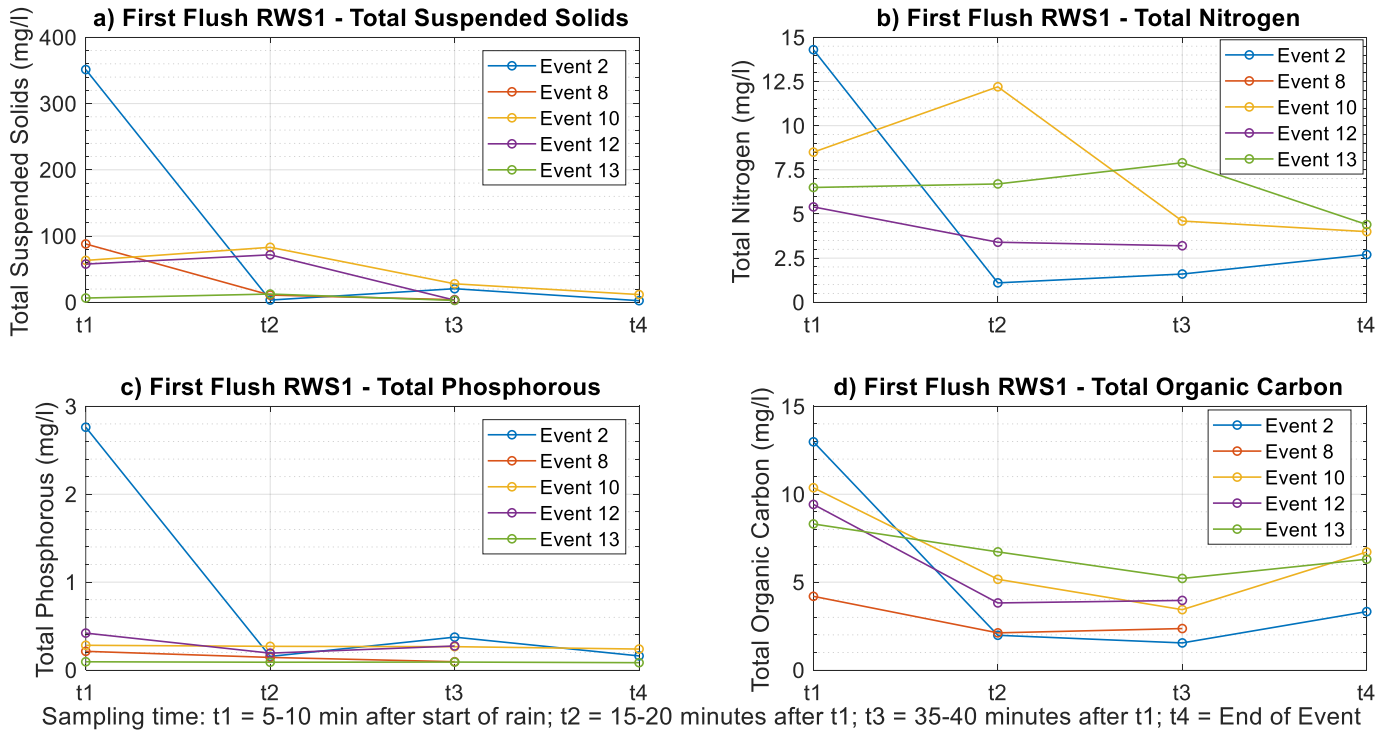 a) First Flush RWS1 - Total Suspended Solids
Total Suspended Solids (mg/l)
400
300
200
100
0
t1
t2
t3
t4
Event 2
Event 8
Event 10
Event 12
Event 13
b) First Flush RWS1 - Total Nitrogen
Total Nitrogen (mg/l)
15
12.5
10
7.5
5
2.5
0
t1
t2
t3
t4
Event 2
Event 8
Event 10
Event 12
Event 13
c) First Flush RWS1 - Total Phosphorous
Total Phosphorous (mg/l)
3
2
1
0
t1
t2
t3
t4
Event 2
Event 8
Event 10
Event 12
Event 13
d) First Flush RWS1 - Total Organic Carbon
Total Organic Carbon (mg/l)
15
10
5
0
t1
t2
t3
t4
Event 2
Event 8
Event 10
Event 12
Event 13
Sampling time: t1 = 5-10 min after start of rain; t2 = 15-20 minutes after t1; t3 = 35-40 minutes after t1; t4 = End of Event